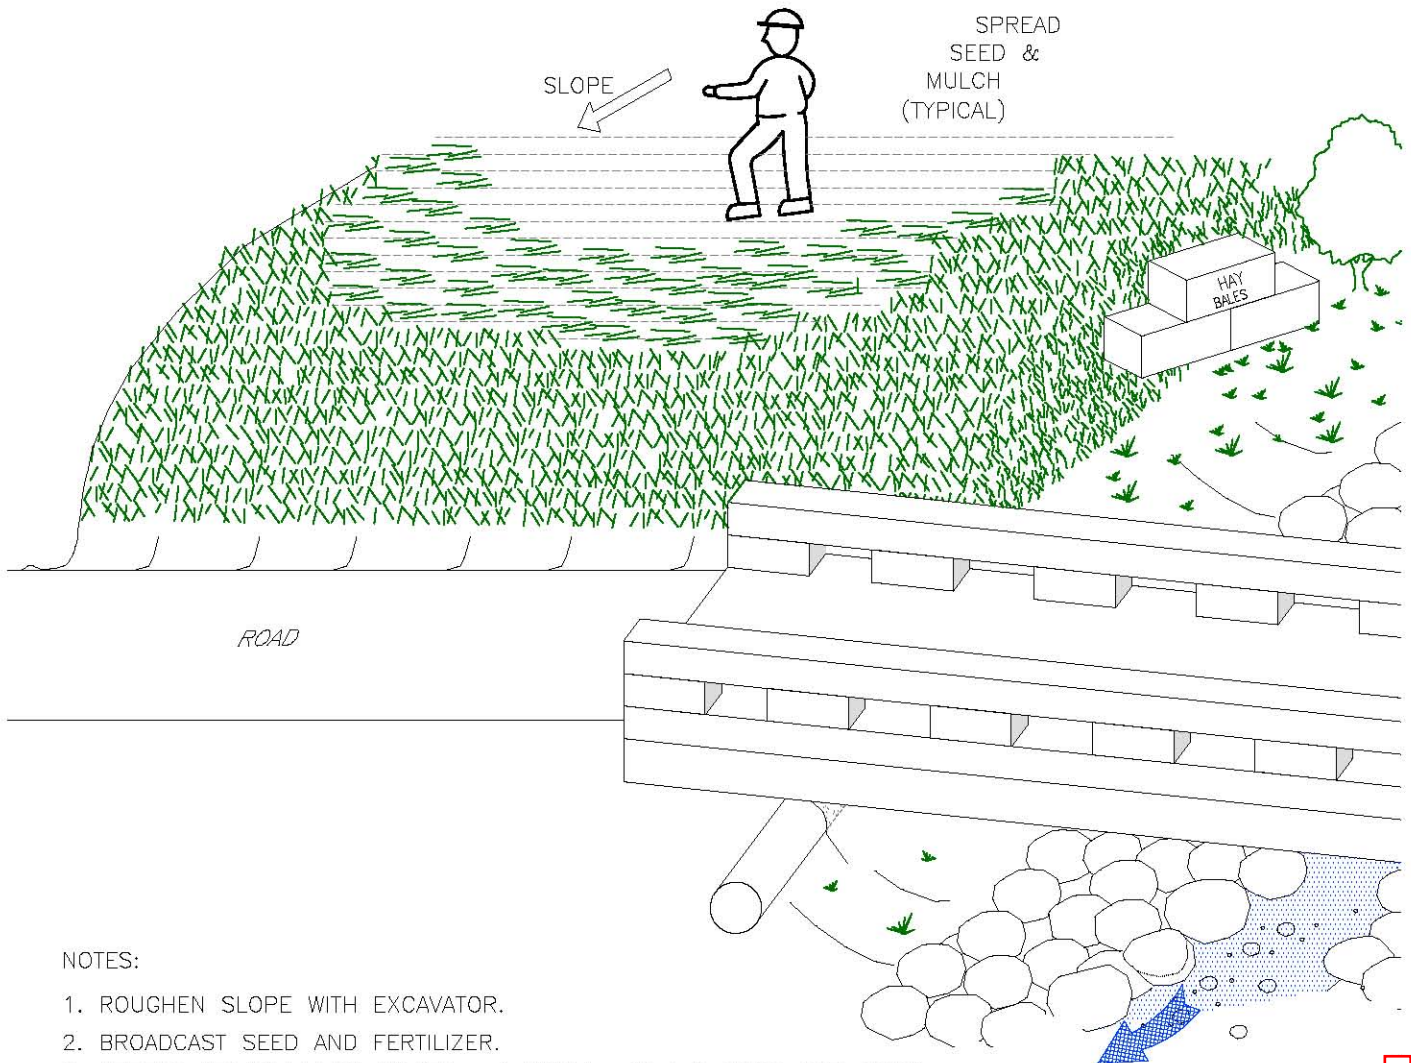 SPREAD
SEED &
MULCH
(TYPICAL)
SLOPE
HAY
BALES
ROAD
NOTES:
1. ROUGHEN SLOPE WITH EXCAVATOR.
2. BROADCAST SEED AND FERTILIZER.